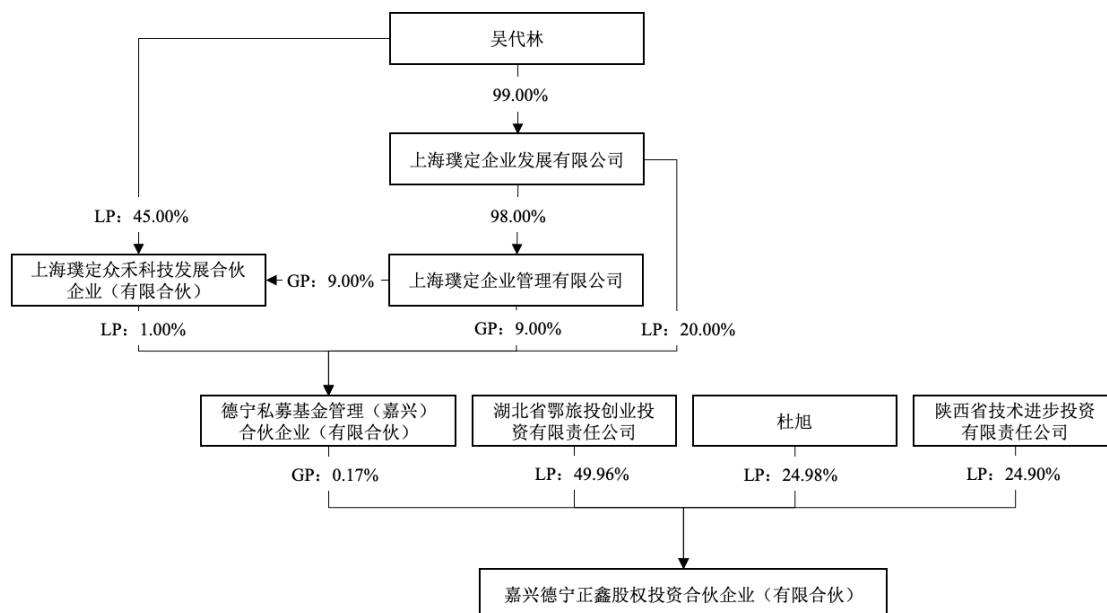 吴代林
99.00%
上海璞定企业发展有限公司
LP：45.00%
98.00%
上海璞定众禾科技发展合伙
企业（有限合伙）
GP：9.00%
上海璞定企业管理有限公司
LP：1.00%
GP：9.00%
LP：20.00%
德宁私募基金管理（嘉兴）
合伙企业（有限合伙）
湖北省鄂旅投创业投
资有限责任公司
杜旭
陕西省技术进步投资
有限责任公司
GP：0.17%
LP：49.96%
LP：24.98%
LP：24.90%
嘉兴德宁正鑫股权投资合伙企业（有限合伙）